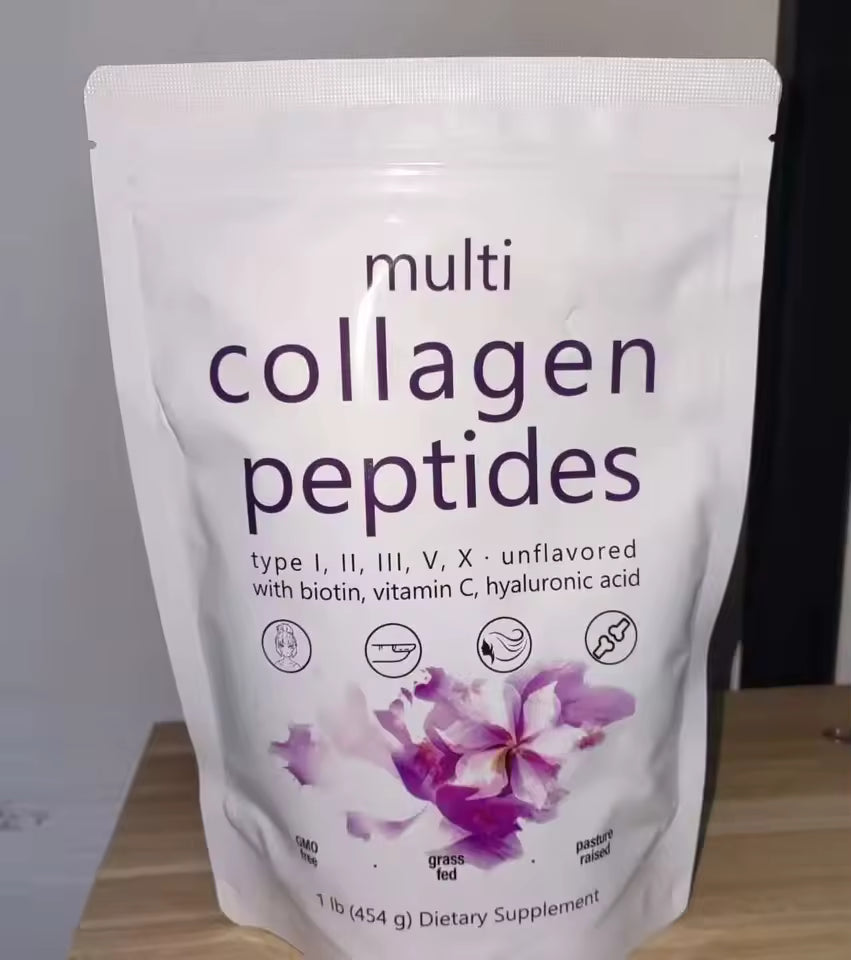 multi
collagen
peptides
type I, II, III, V, X · unflavored
with biotin, vitamin C, hyaluronic acid
GMO
free
·
grass
fed
·
pasture
raised
1 lb (454 g) Dietary Supplement